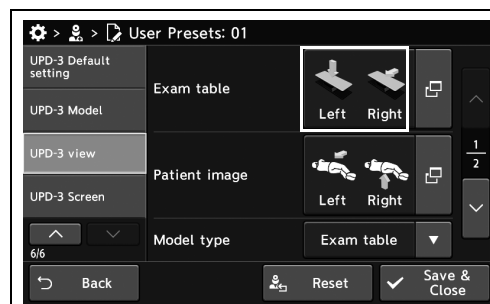 > > User Presets: 01
UPD-3 Default
setting
UPD-3 Model
UPD-3 view
UPD-3 Screen
6/6
Exam table
Left Right
Patient image
Left Right
Model type
Exam table
1
2
Back
Reset
Save &
Close